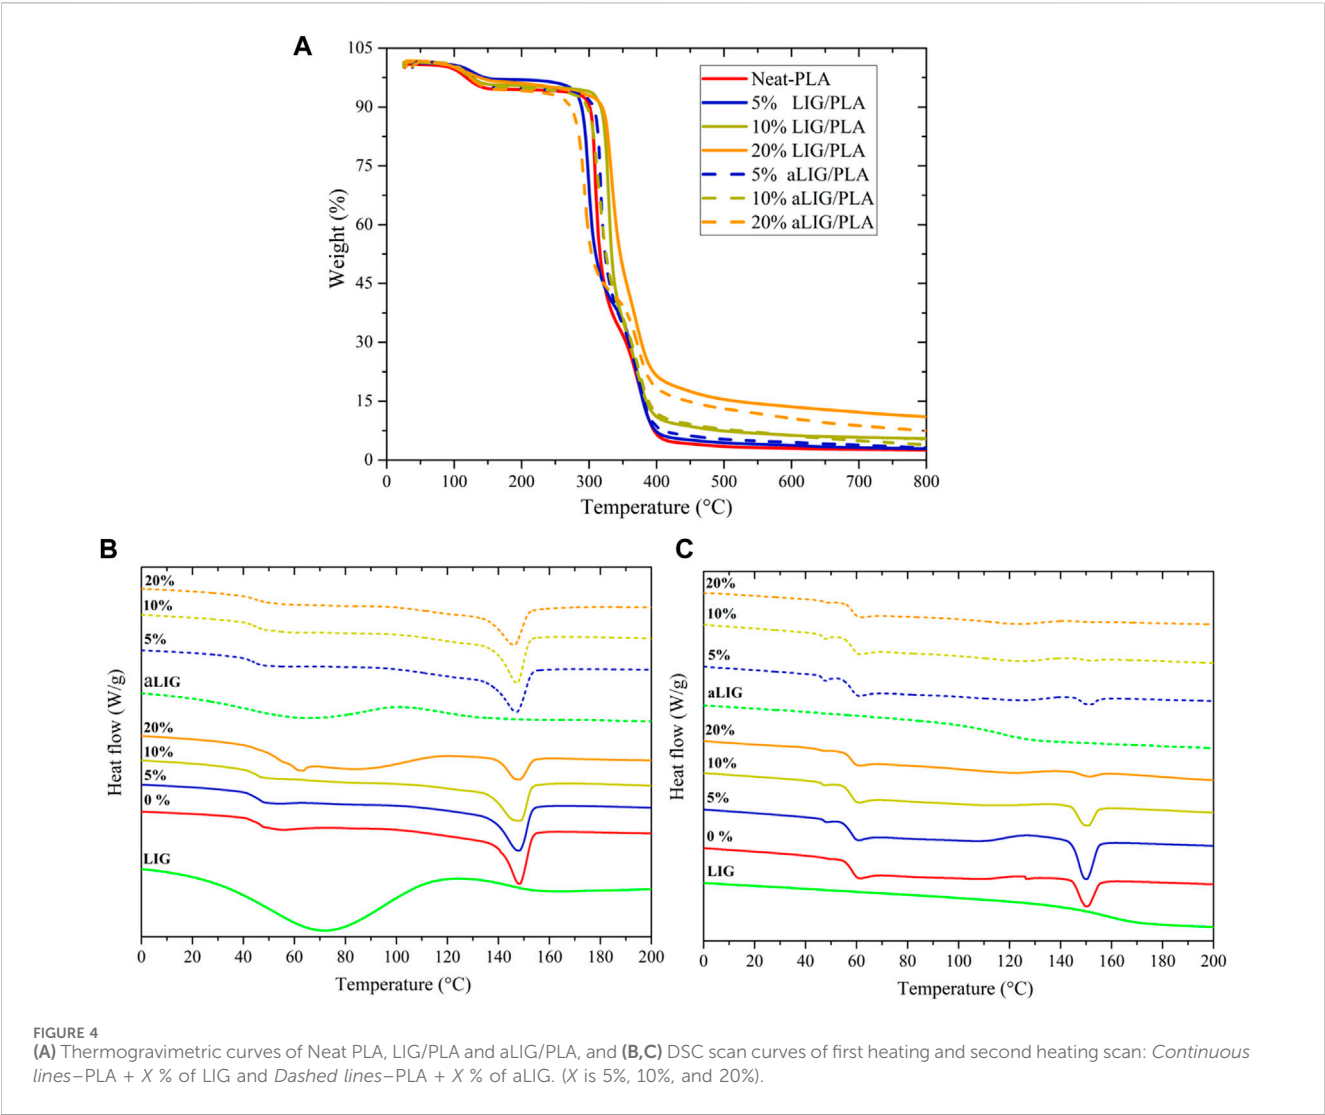 A
105
90
75
60
45
30
15
0
Weight (%)
Neat-PLA
5% LIG/PLA
10% LIG/PLA
20% LIG/PLA
5% aLIG/PLA
10% aLIG/PLA
20% aLIG/PLA
0 100 200 300 400 500 600 700 800
Temperature (°C)
B
20%
10%
5%
aLIG
20%
10%
5%
0 %
LIG
Heat flow (W/g)
0 20 40 60 80 100 120 140 160 180 200
Temperature (°C)
C
20%
10%
5%
aLIG
20%
10%
5%
0 %
LIG
Heat flow (W/g)
0 20 40 60 80 100 120 140 160 180 200
Temperature (°C)
FIGURE 4
(A) Thermogravimetric curves of Neat PLA, LIG/PLA and aLIG/PLA, and (B,C) DSC scan curves of first heating and second heating scan: Continuous
lines–PLA + X % of LIG and Dashed lines–PLA + X % of aLIG. (X is 5%, 10%, and 20%).